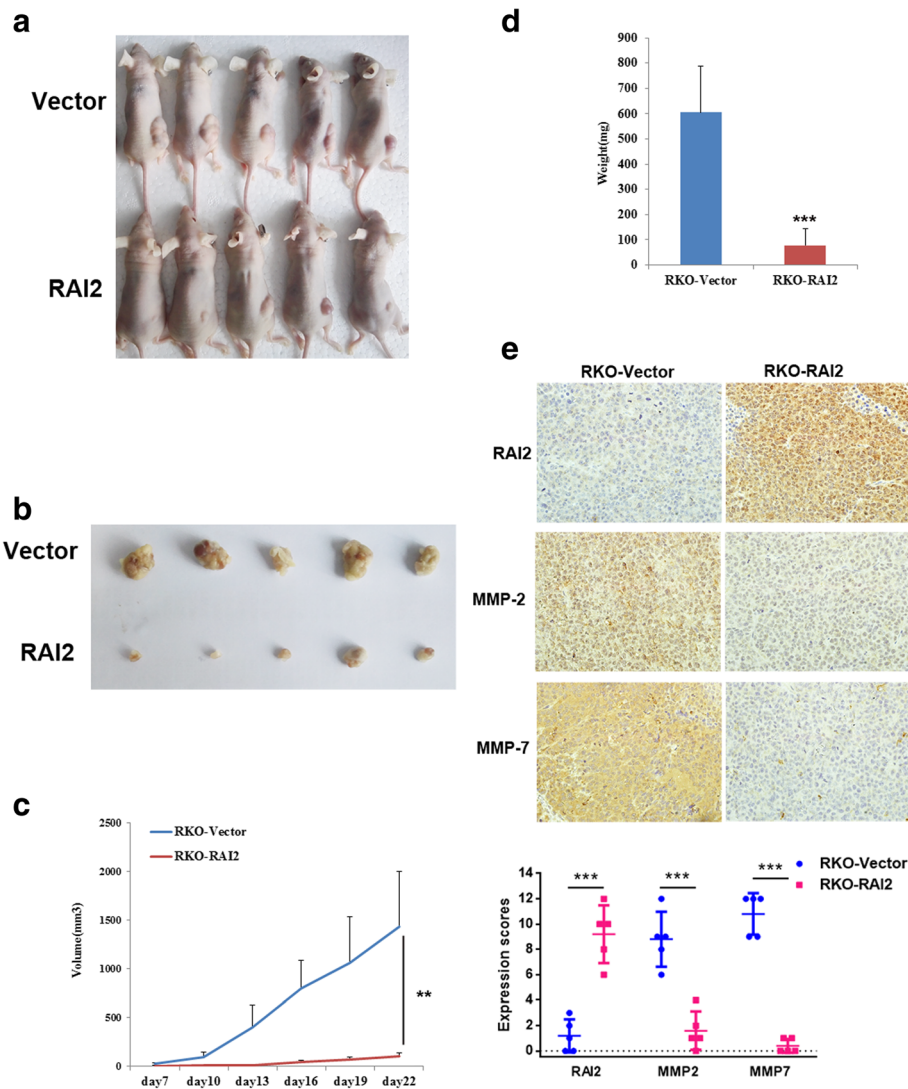 a
Vector
RAI2
b
Vector
RAI2
c
2500
2000
1500
1000
500
0
Volume(mm3)
RKO-Vector
RKO-RAI2
**
day7 day10 day13 day16 day19 day22
d
900
800
700
600
500
400
300
200
100
0
Weight(mg)
***
RKO-Vector RKO-RAI2
e
RKO-Vector RKO-RAI2
RAI2
MMP-2
MMP-7
14
12
10
8
6
4
2
0
Expression scores
*** *** ***
RKO-Vector
RKO-RAI2
RAI2 MMP2 MMP7